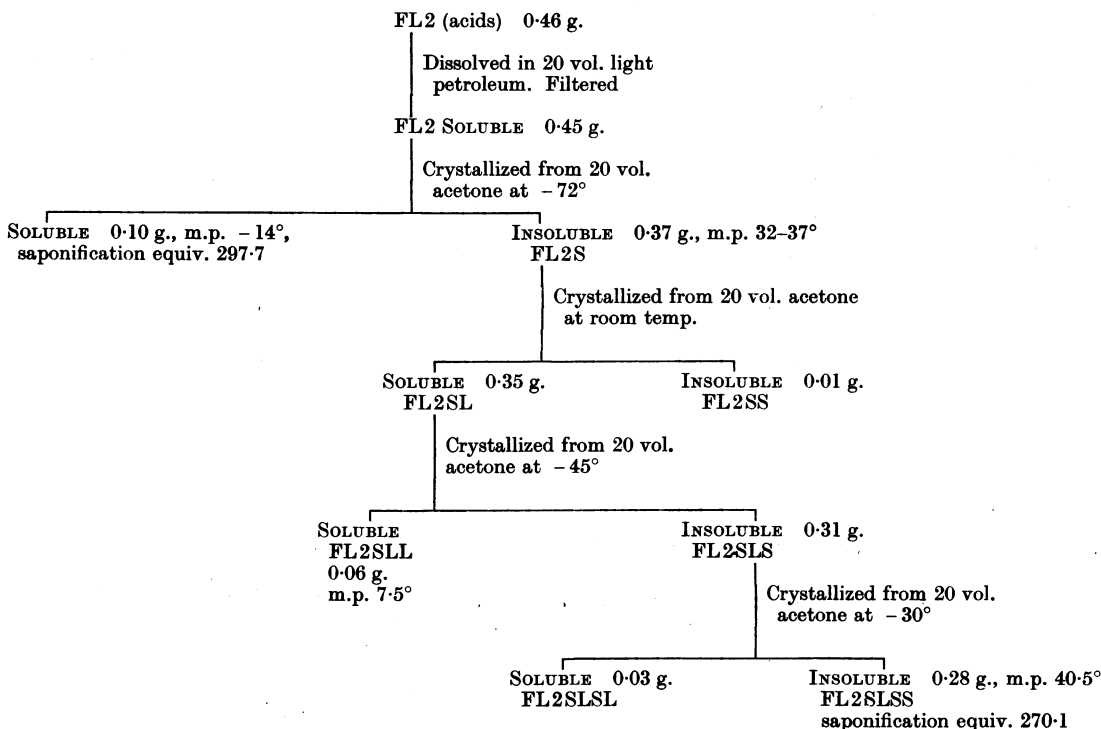 FL2 (acids) 0·46 g.
Dissolved in 20 vol. light
petroleum. Filtered
FL2 SOLUBLE 0·45 g.
Crystallized from 20 vol.
acetone at −72°
SOLUBLE 0·10 g., m.p. −14°,
saponification equiv. 297·7
INSOLUBLE 0·37 g., m.p. 32–37°
FL2S
Crystallized from 20 vol. acetone
at room temp.
SOLUBLE 0·35 g.
FL2SL
INSOLUBLE 0·01 g.
FL2SS
Crystallized from 20 vol.
acetone at −45°
SOLUBLE
FL2SLL
0·06 g.
m.p. 7·5°
INSOLUBLE 0·31 g.
FL2SLS
Crystallized from 20 vol.
acetone at −30°
SOLUBLE 0·03 g.
FL2SLSL
INSOLUBLE 0·28 g., m.p. 40·5°
FL2SLSS
saponification equiv. 270·1